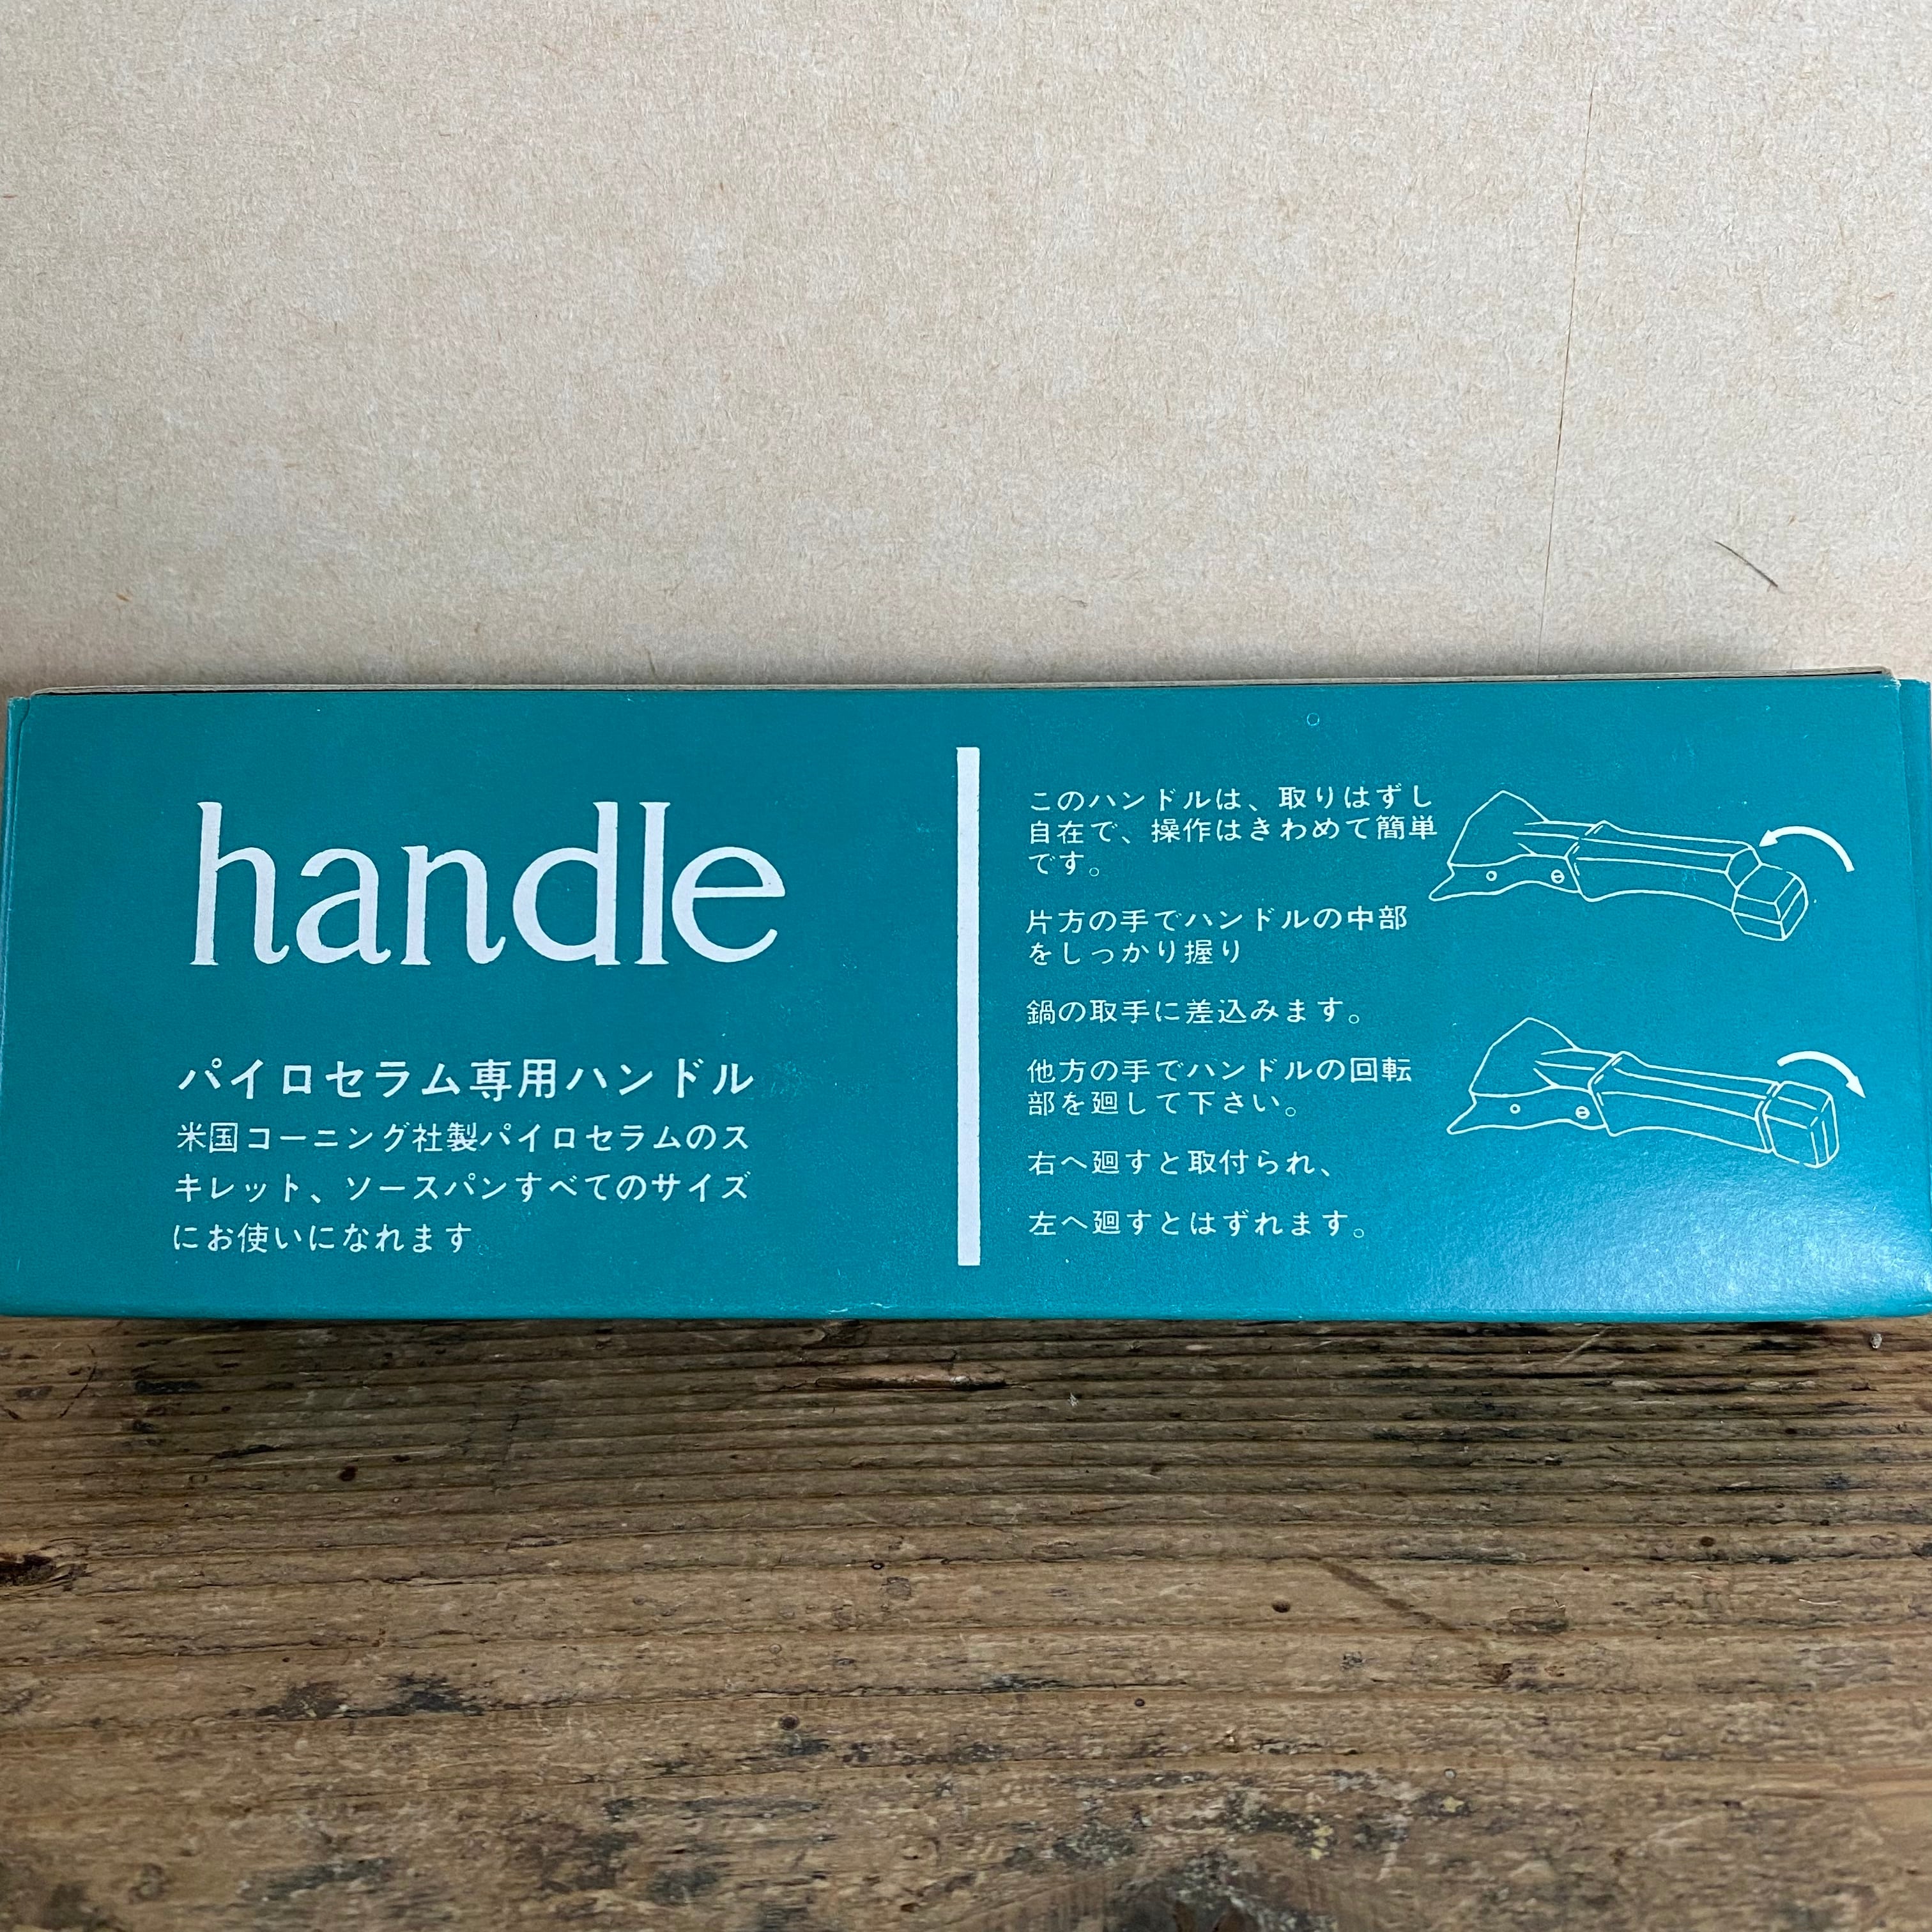 handle
パイロセラム専用ハンドル
米国コーニング社製パイロセラムのス
キレット、ソースパンすべてのサイズ
にお使いになれます
このハンドルは、取りはずし
自在で、操作はきわめて簡単
です。
片方の手でハンドルの中部
をしっかり握り
鍋の取手に差込みます。
他方の手でハンドルの回転
部を廻して下さい。
右へ廻すと取付られ、
左へ廻すとはずれます。